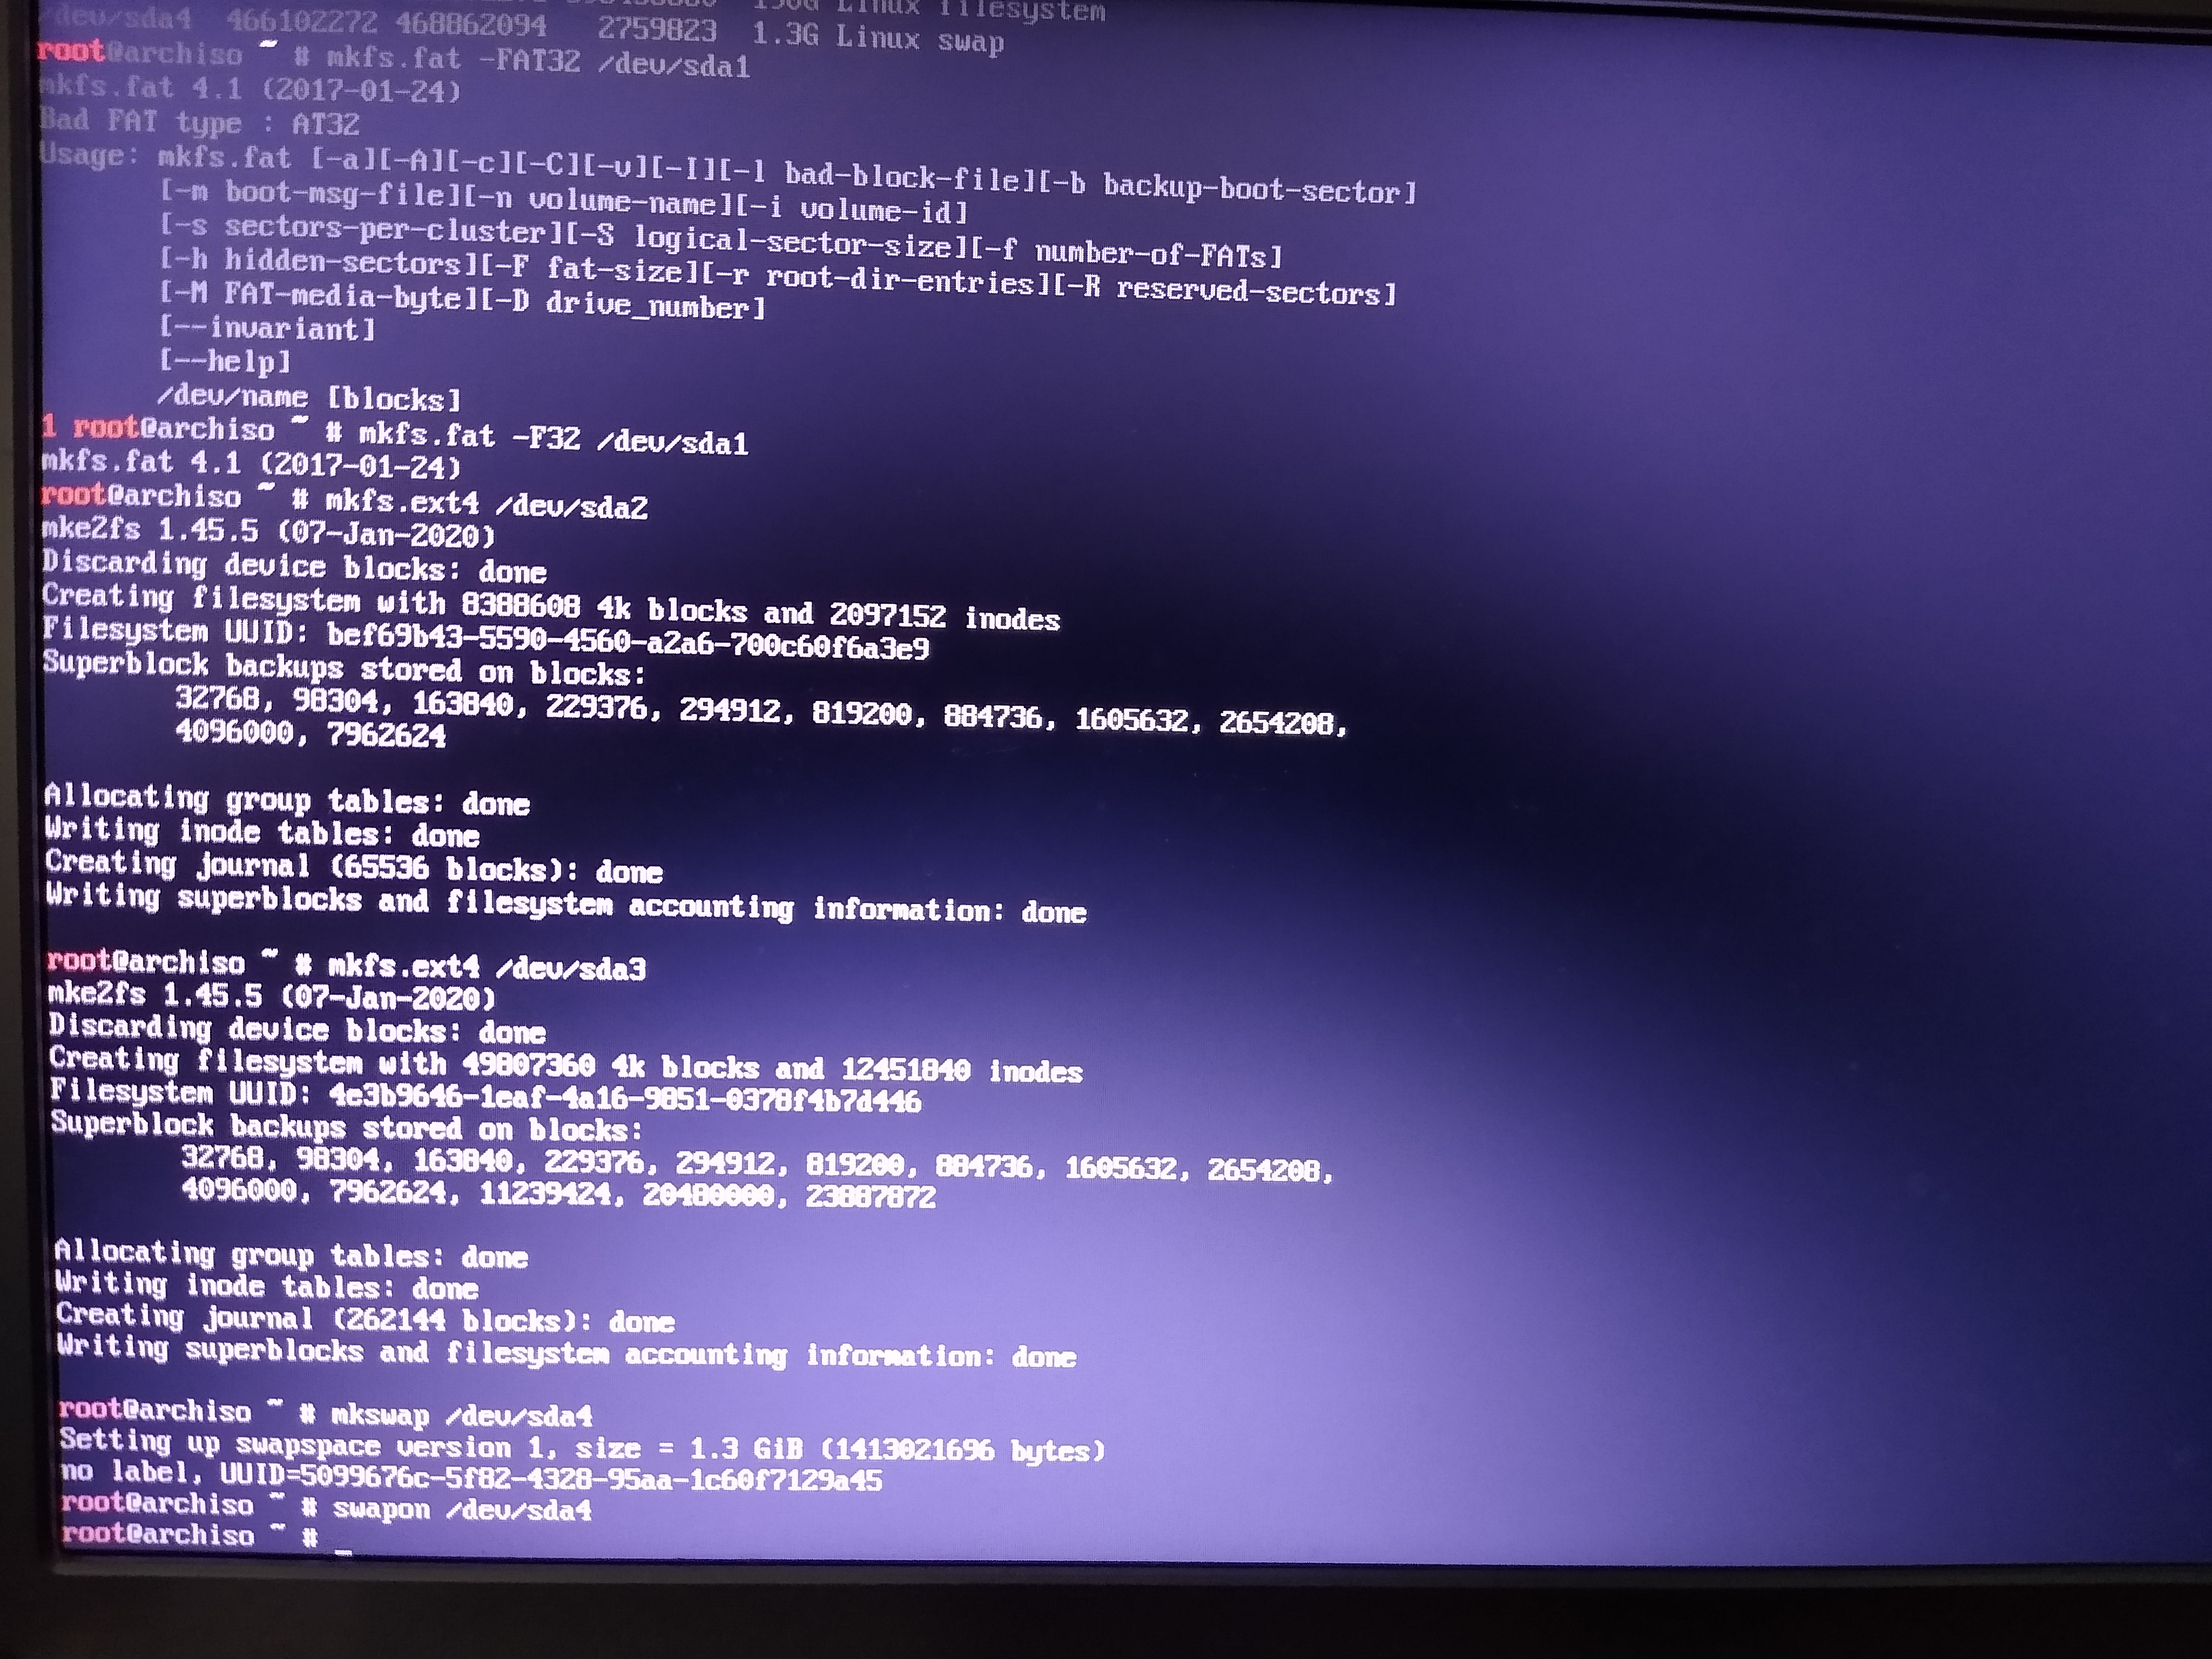 /dev/sda4  466102272 468862094   2759823  1.3G Linux swap
root@archiso ~ # mkfs.fat -FAT32 /dev/sda1
mkfs.fat 4.1 (2017-01-24)
Bad FAT type : AT32
Usage: mkfs.fat [-a][-A][-c][-C][-v][-I][-l bad-block-file][-b backup-boot-sector]
       [-m boot-msg-file][-n volume-name][-i volume-id]
       [-s sectors-per-cluster][-S logical-sector-size][-f number-of-FATs]
       [-h hidden-sectors][-F fat-size][-r root-dir-entries][-R reserved-sectors]
       [-M FAT-media-byte][-D drive_number]
       [--invariant]
       [--help]
       /dev/name [blocks]
1 root@archiso ~ # mkfs.fat -F32 /dev/sda1
mkfs.fat 4.1 (2017-01-24)
root@archiso ~ # mkfs.ext4 /dev/sda2
mke2fs 1.45.5 (07-Jan-2020)
Discarding device blocks: done
Creating filesystem with 8388608 4k blocks and 2097152 inodes
Filesystem UUID: bef69b43-5590-4560-a2a6-700c60f6a3e9
Superblock backups stored on blocks:
        32768, 98304, 163840, 229376, 294912, 819200, 884736, 1605632, 2654208,
        4096000, 7962624
Allocating group tables: done
Writing inode tables: done
Creating journal (65536 blocks): done
Writing superblocks and filesystem accounting information: done
root@archiso ~ # mkfs.ext4 /dev/sda3
mke2fs 1.45.5 (07-Jan-2020)
Discarding device blocks: done
Creating filesystem with 49807360 4k blocks and 12451840 inodes
Filesystem UUID: 4e3b9646-1eaf-4a16-9851-0378f4b7d446
Superblock backups stored on blocks:
        32768, 98304, 163840, 229376, 294912, 819200, 884736, 1605632, 2654208,
        4096000, 7962624, 11239424, 20480000, 23887872
Allocating group tables: done
Writing inode tables: done
Creating journal (262144 blocks): done
Writing superblocks and filesystem accounting information: done
root@archiso ~ # mkswap /dev/sda4
Setting up swapspace version 1, size = 1.3 GiB (1413021696 bytes)
no label, UUID=5099676c-5f82-4328-95aa-1c60f7129a45
root@archiso ~ # swapon /dev/sda4
root@archiso ~ # _